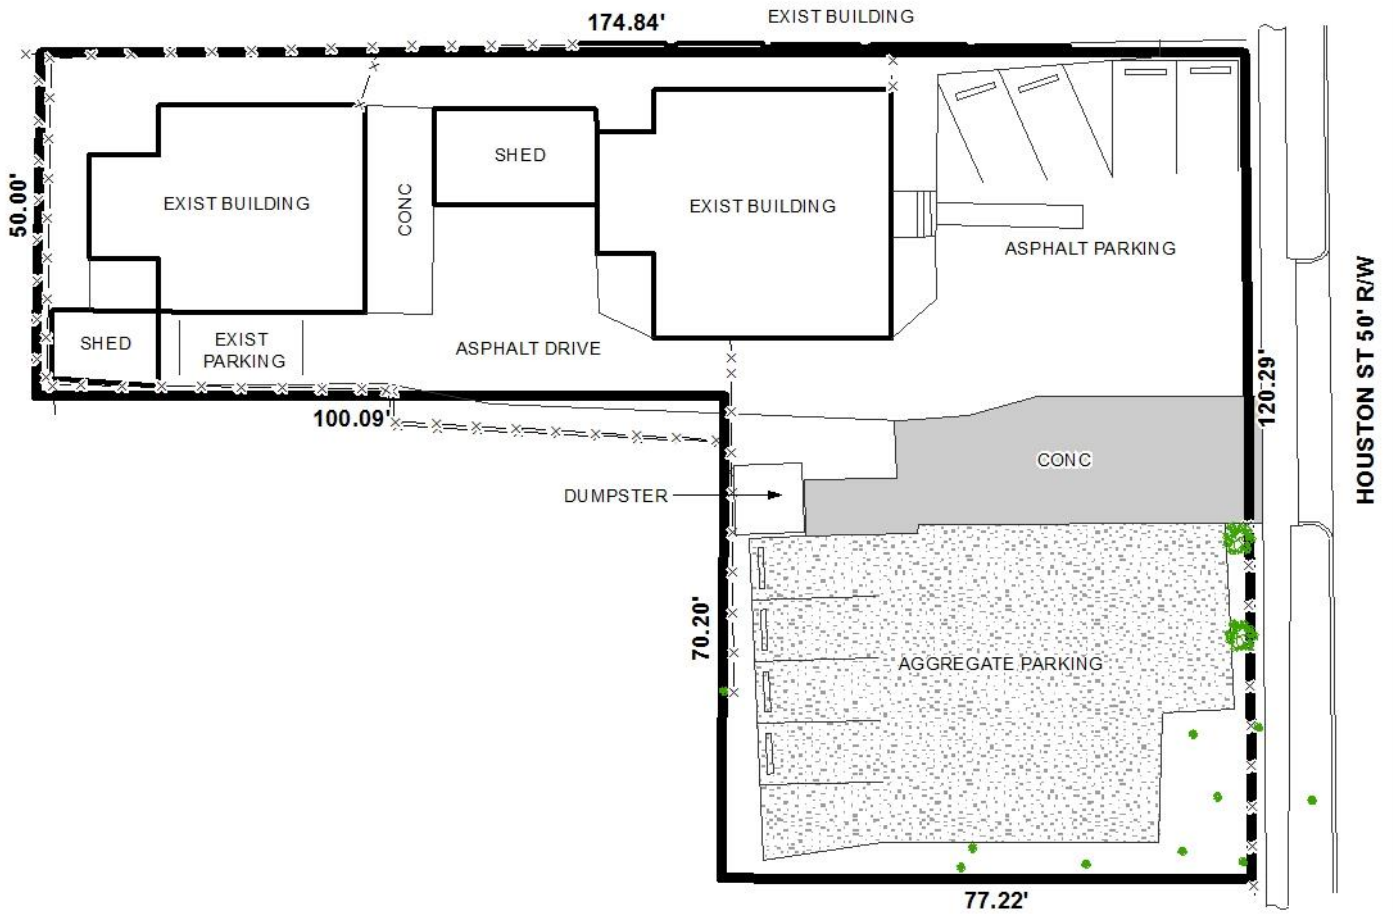 174.84'
EXIST BUILDING
50.00'
EXIST BUILDING
CONC
SHED
EXIST BUILDING
ASPHALT PARKING
HOUSTON ST 50' R/W
SHED
EXIST
PARKING
ASPHALT DRIVE
120.29'
100.09'
CONC
DUMPSTER
70.20'
AGGREGATE PARKING
77.22'